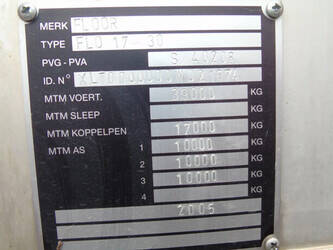 MERK FLOOR
TYPE FLO 17-30
PVG-PVA
ID. N°
MTM VOERT. 39000 KG
MTM SLEEP KG
MTM KOPPELPEN 17000 KG
MTM AS 1 10000 KG
2 10000 KG
3 10000 KG
4 KG
2005